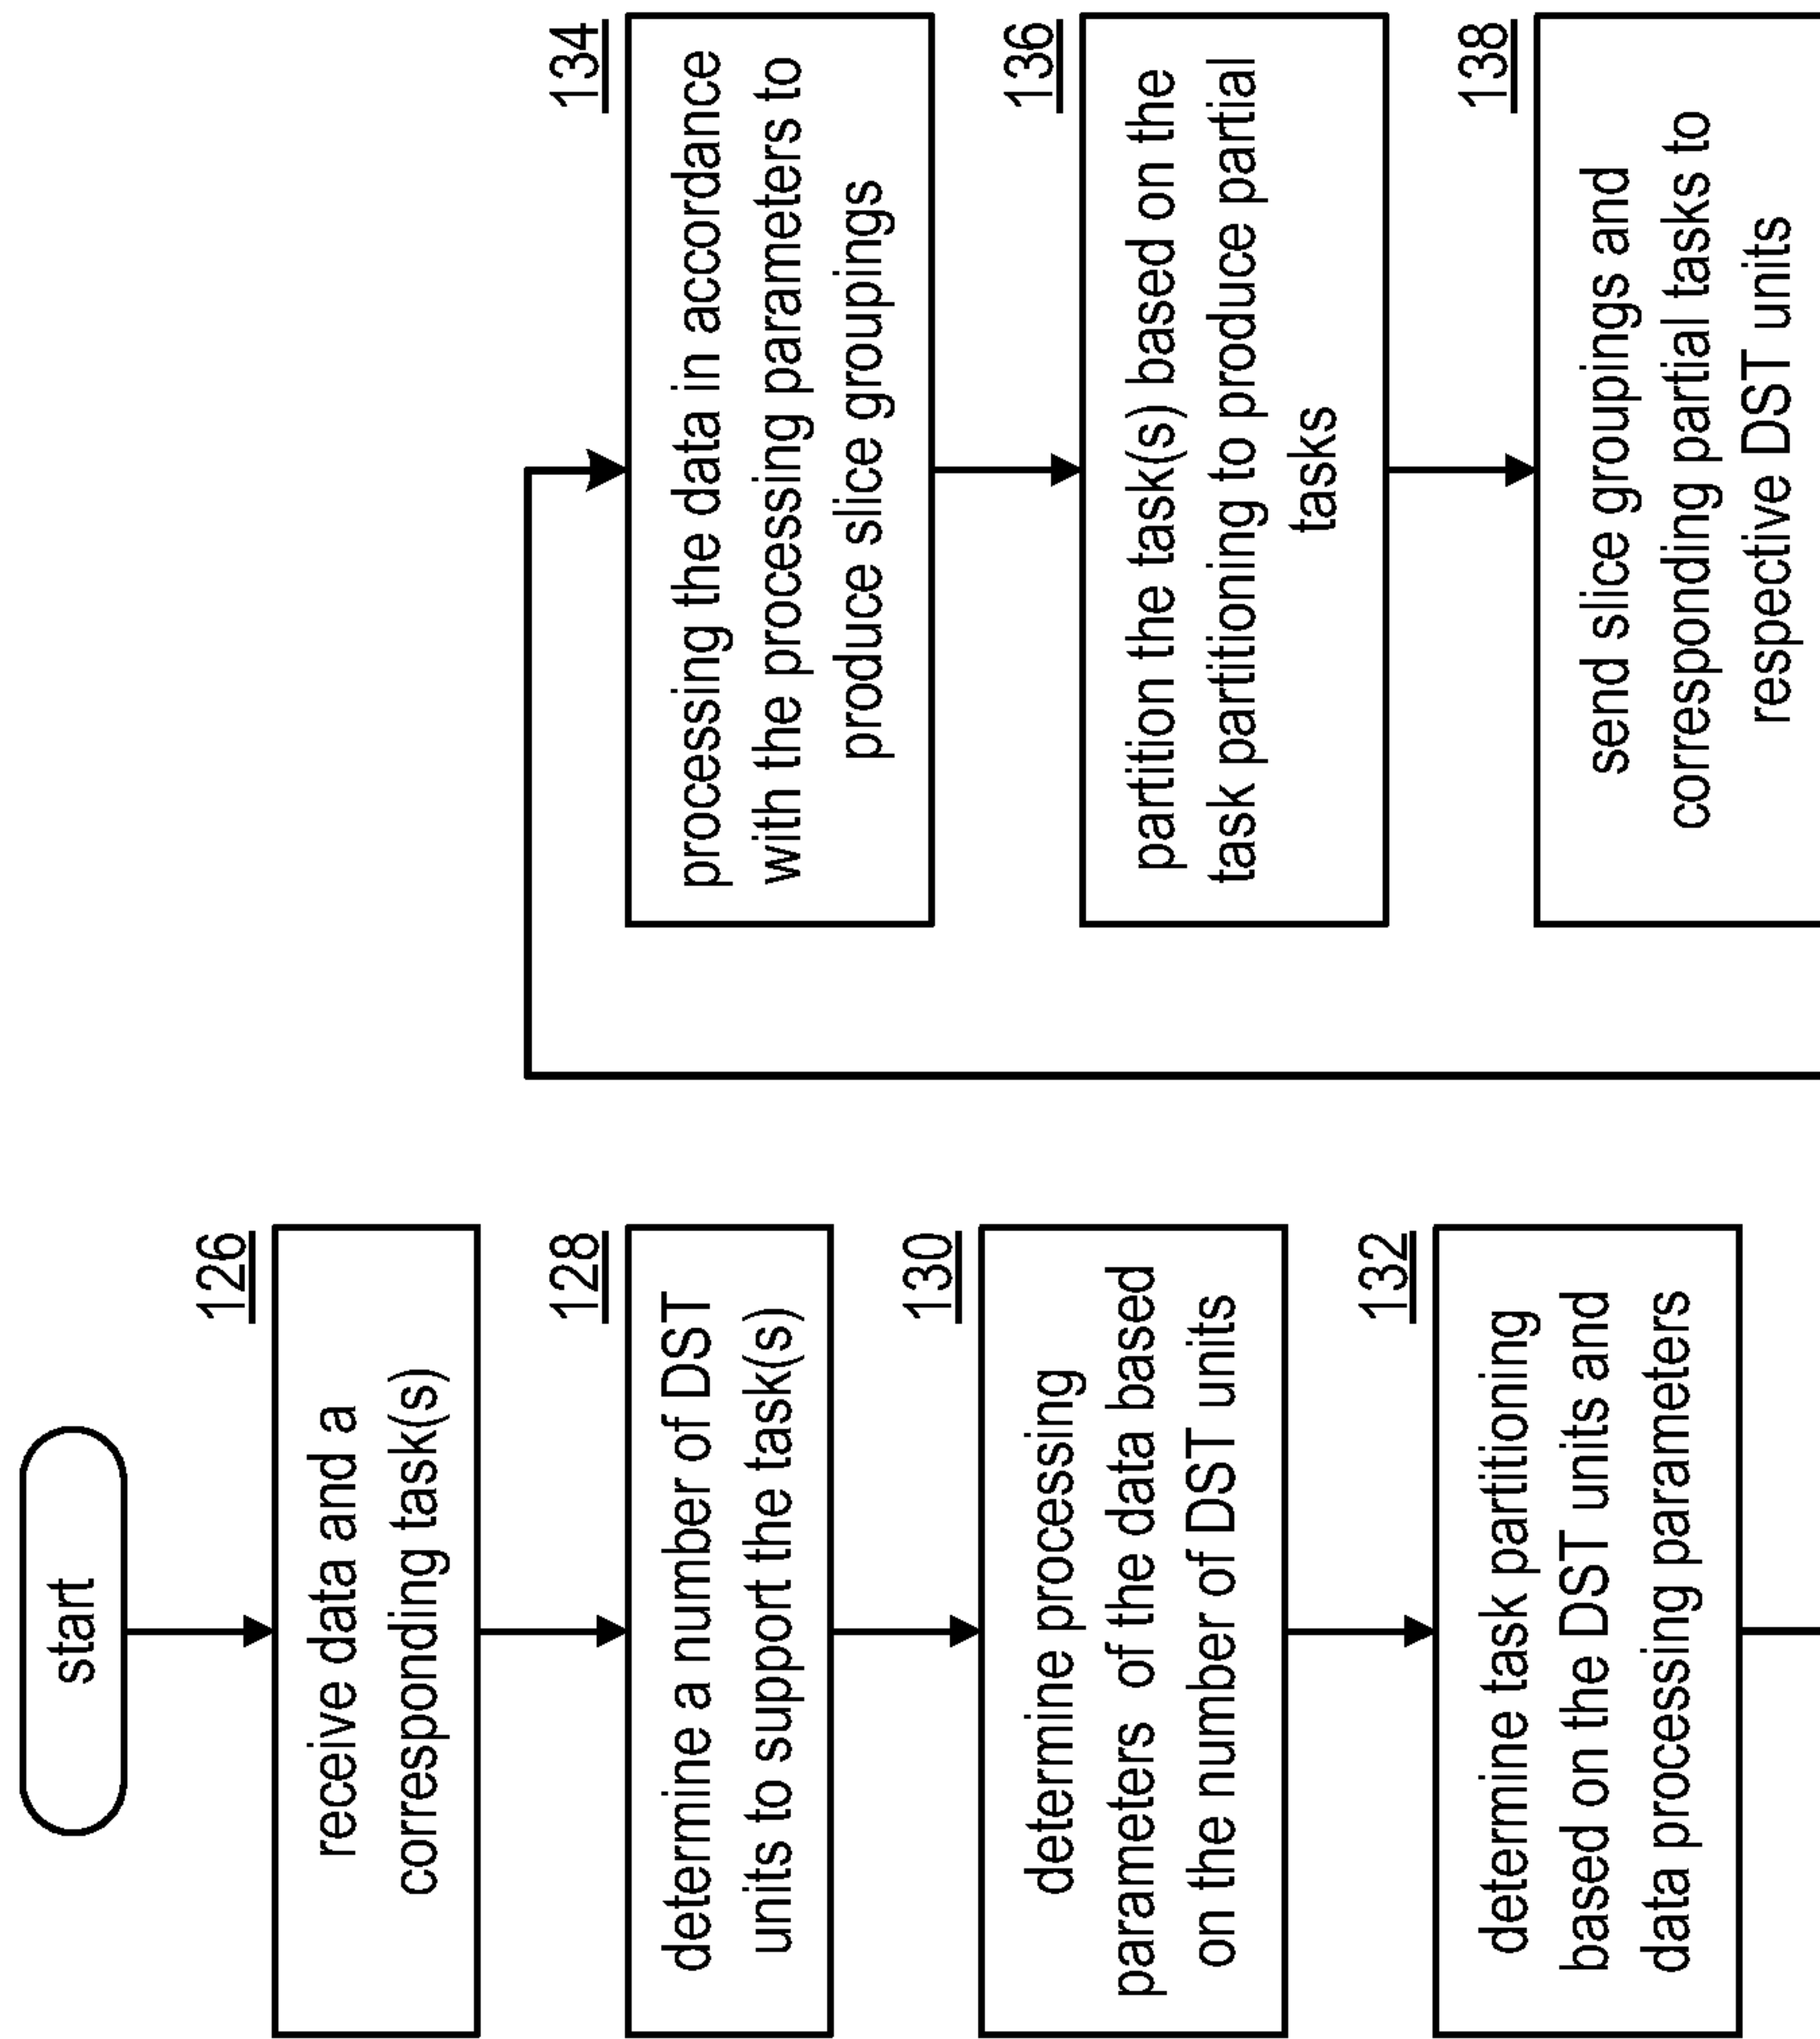 start
126
receive data and a
corresponding task(s)
128
determine a number of DST
units to support the task(s)
130
determine processing
parameters of the data based
on the number of DST units
132
determine task partitioning
based on the DST units and
data processing parameters
134
processing the data in accordance
with the processing parameters to
produce slice groupings
136
partition the task(s) based on the
task partitioning to produce partial
tasks
138
send slice groupings and
corresponding partial tasks to
respective DST units